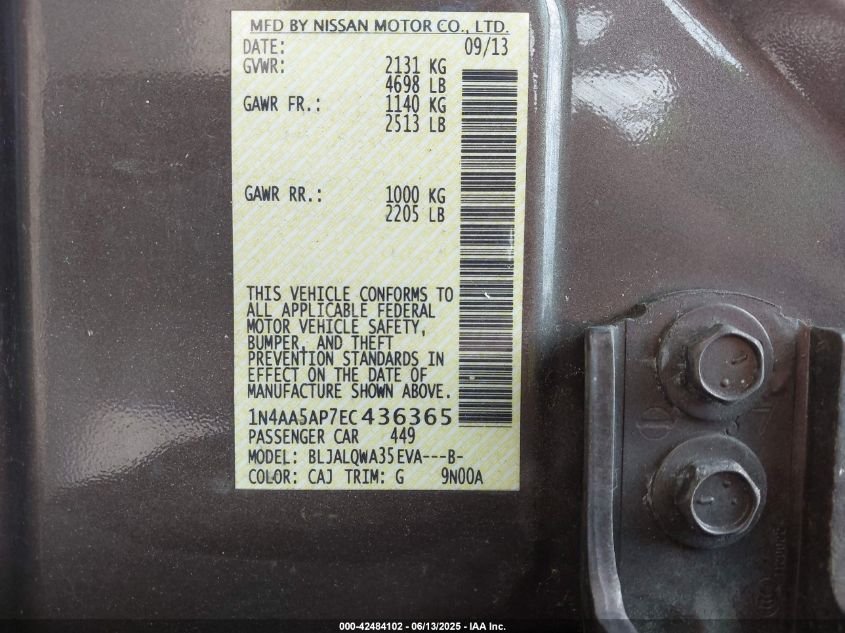 MFD BY NISSAN MOTOR CO., LTD.
DATE: 09/13
GVWR: 2131 KG
4698 LB
GAWR FR.: 1140 KG
2513 LB
GAWR RR.: 1000 KG
2205 LB
THIS VEHICLE CONFORMS TO
ALL APPLICABLE FEDERAL
MOTOR VEHICLE SAFETY,
BUMPER, AND THEFT
PREVENTION STANDARDS IN
EFFECT ON THE DATE OF
MANUFACTURE SHOWN ABOVE.
1N4AA5AP7EC436365
PASSENGER CAR 449
MODEL: BLJALQWA35EVA---B-
COLOR: CAJ TRIM: G 9N00A
000-42484102 - 06/13/2025 - IAA Inc.